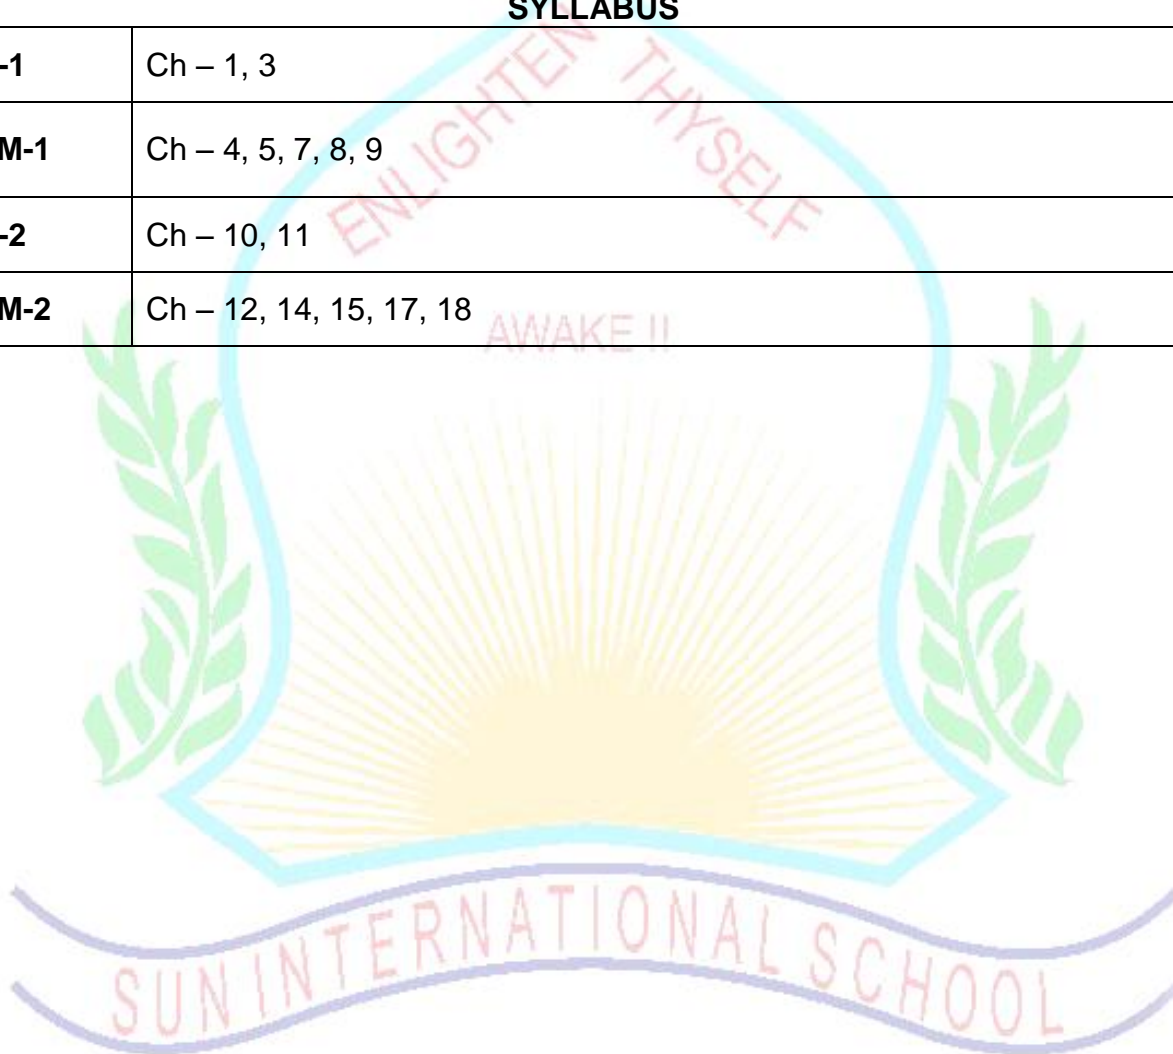 SYLLABUS
-1 Ch – 1, 3
M-1 Ch – 4, 5, 7, 8, 9
-2 Ch – 10, 11
M-2 Ch – 12, 14, 15, 17, 18
ENLIGHTEN THYSELF
AWAKE !!
SUN INTERNATIONAL SCHOOL